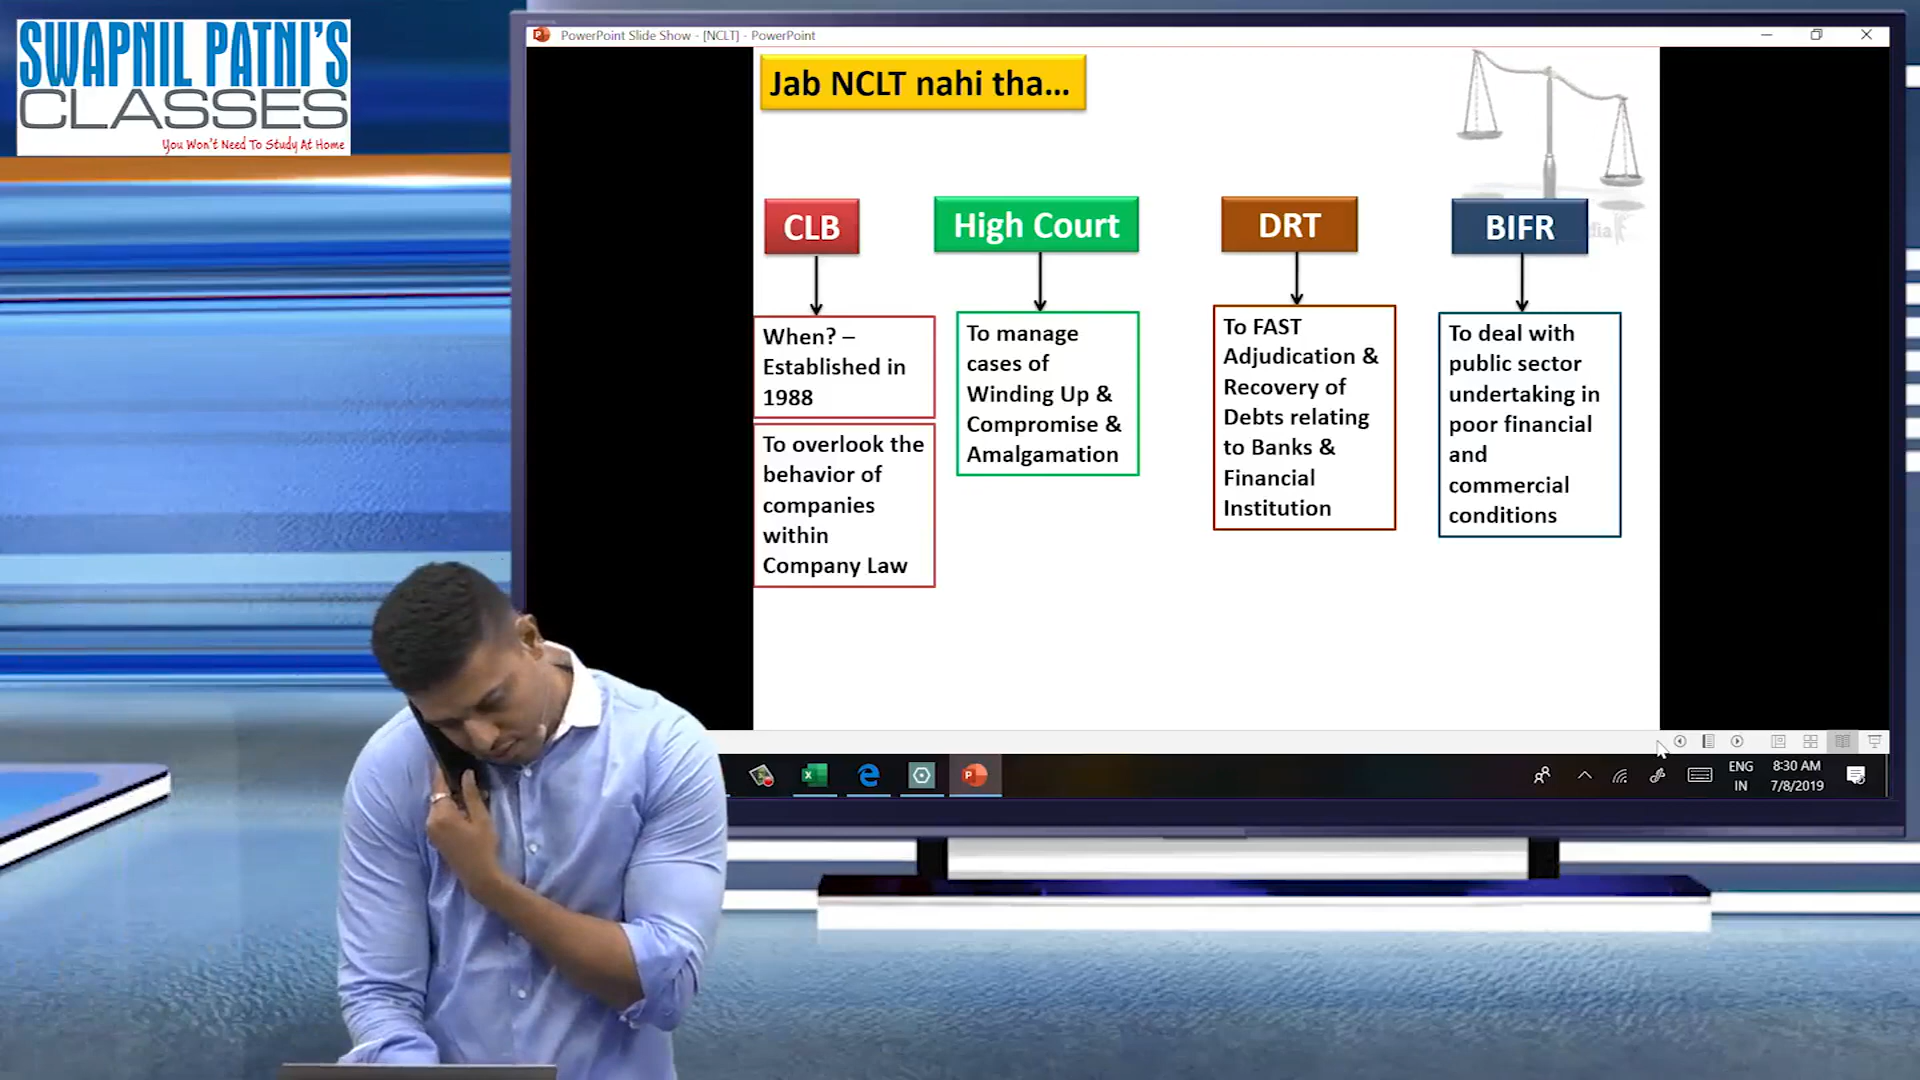 SWAPNIL PATNI'S
CLASSES
You Won't Need To Study At Home
PowerPoint Slide Show - [NCLT] - PowerPoint
Jab NCLT nahi tha...
CLB
When? –
Established in
1988
To overlook the
behavior of
companies
within
Company Law
High Court
To manage
cases of
Winding Up &
Compromise &
Amalgamation
DRT
To FAST
Adjudication &
Recovery of
Debts relating
to Banks &
Financial
Institution
BIFR
To deal with
public sector
undertaking in
poor financial
and
commercial
conditions
ENG
IN
8:30 AM
7/8/2019